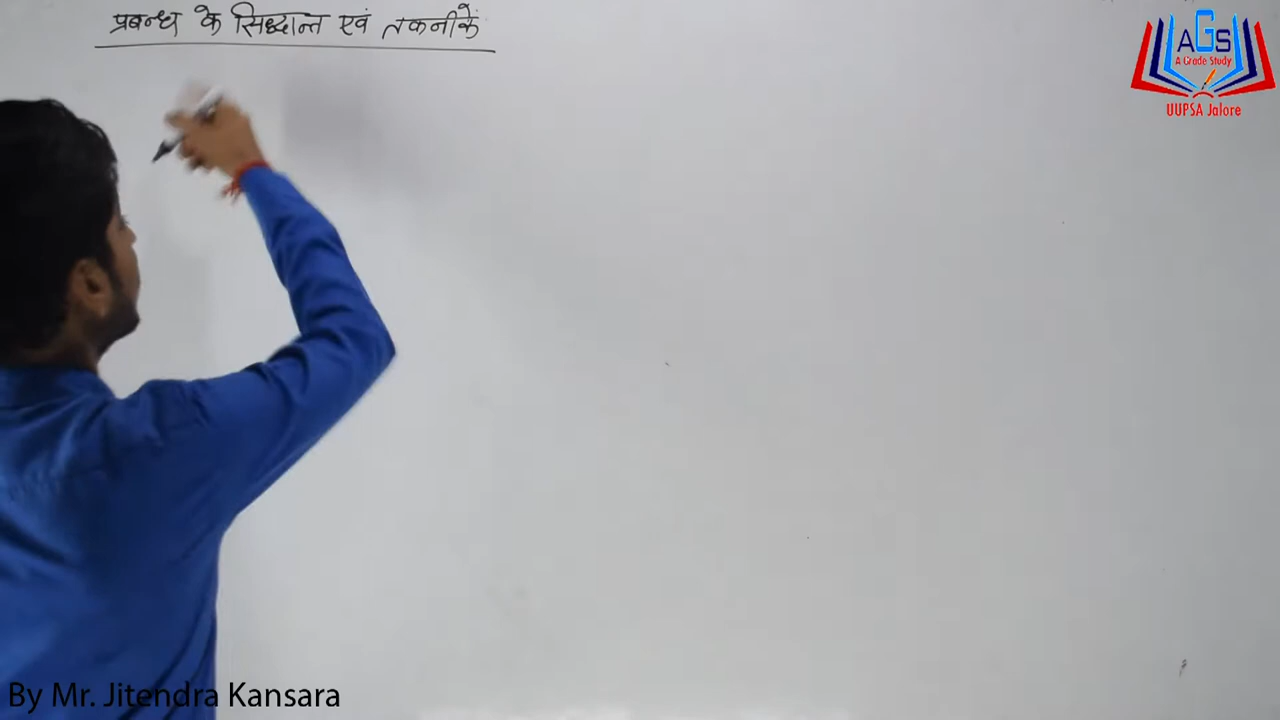 प्रबन्ध के सिद्धान्त एवं तकनीकें
AGS
A Grade Study
UUPSA Jalore
By Mr. Jitendra Kansara